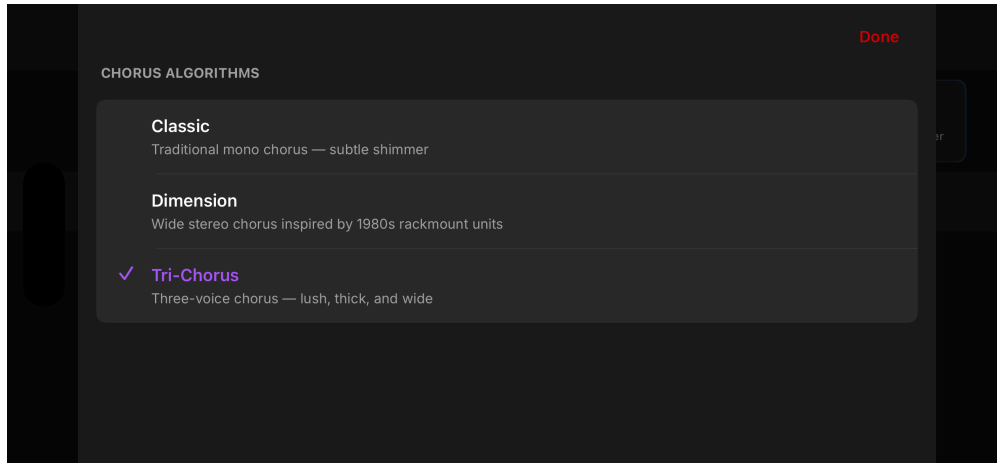 Done
CHORUS ALGORITHMS
Classic
Traditional mono chorus — subtle shimmer
Dimension
Wide stereo chorus inspired by 1980s rackmount units
Tri-Chorus
Three-voice chorus — lush, thick, and wide